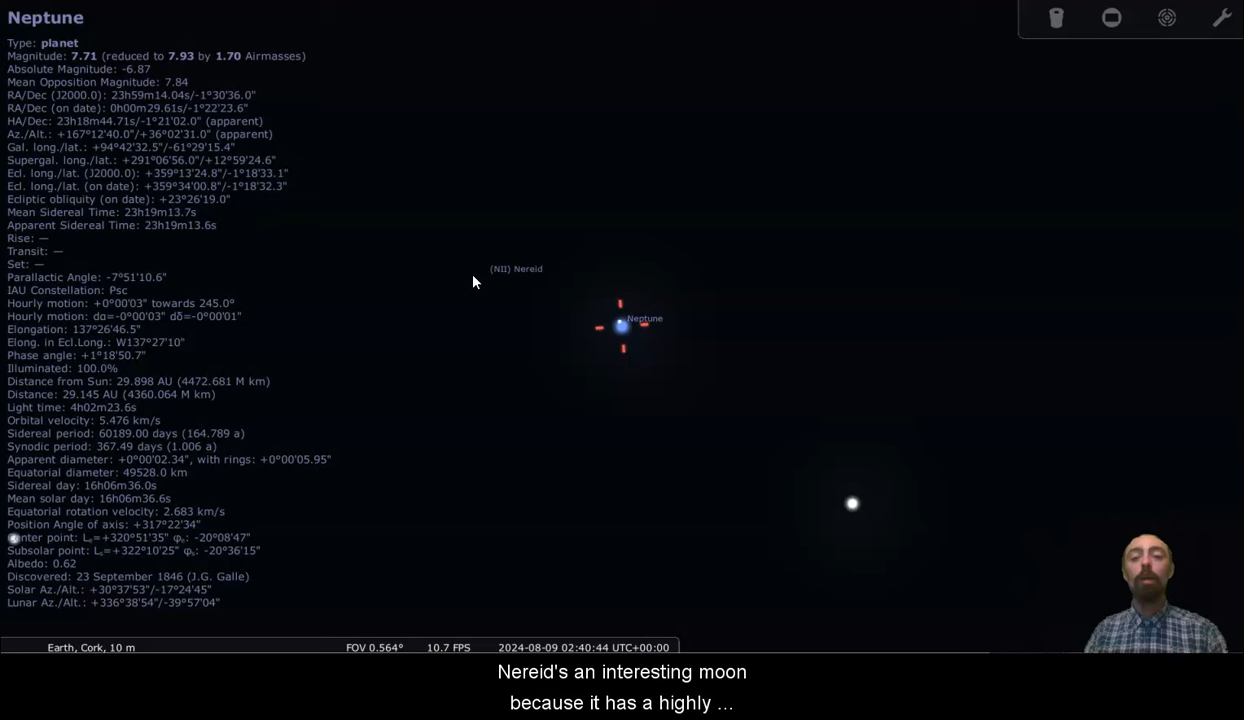 Neptune
Type: planet
Magnitude: 7.71 (reduced to 7.93 by 1.70 Airmasses)
Absolute Magnitude: -6.87
Mean Opposition Magnitude: 7.84
RA/Dec (J2000.0): 23h59m14.04s/-1°30'36.0"
RA/Dec (on date): 0h00m29.61s/-1°22'23.6"
HA/Dec: 23h18m44.71s/-1°21'02.0" (apparent)
Az./Alt.: +167°12'40.0"/+36°02'31.0" (apparent)
Gal. long./lat.: +94°42'32.5"/-61°29'15.4"
Supergal. long./lat.: +291°06'56.0"/+12°59'24.6"
Ecl. long./lat. (J2000.0): +359°13'24.8"/-1°18'33.1"
Ecl. long./lat. (on date): +359°34'00.8"/-1°18'32.3"
Ecliptic obliquity (on date): +23°26'19.0"
Mean Sidereal Time: 23h19m13.7s
Apparent Sidereal Time: 23h19m13.6s
Rise: —
Transit: —
Set: —
Parallactic Angle: -7°51'10.6"
IAU Constellation: Psc
Hourly motion: +0°00'03" towards 245.0°
Hourly motion: dα=-0°00'03" dδ=-0°00'01"
Elongation: 137°26'46.5"
Elong. in Ecl.Long.: W137°27'10"
Phase angle: +1°18'50.7"
Illuminated: 100.0%
Distance from Sun: 29.898 AU (4472.681 M km)
Distance: 29.145 AU (4360.064 M km)
Light time: 4h02m23.6s
Orbital velocity: 5.476 km/s
Sidereal period: 60189.00 days (164.789 a)
Synodic period: 367.49 days (1.006 a)
Apparent diameter: +0°00'02.34", with rings: +0°00'05.95"
Equatorial diameter: 49528.0 km
Sidereal day: 16h06m36.0s
Mean solar day: 16h06m36.6s
Equatorial rotation velocity: 2.683 km/s
Position Angle of axis: +317°22'34"
enter point: Lₑ=+320°51'35" φₑ: -20°08'47"
Subsolar point: Lₛ=+322°10'25" φₛ: -20°36'15"
Albedo: 0.62
Discovered: 23 September 1846 (J.G. Galle)
Solar Az./Alt.: +30°37'53"/-17°24'45"
Lunar Az./Alt.: +336°38'54"/-39°57'04"
(NII) Nereid
Neptune
Earth, Cork, 10 m FOV 0.564° 10.7 FPS 2024-08-09 02:40:44 UTC+00:00
Nereid's an interesting moon
because it has a highly ...